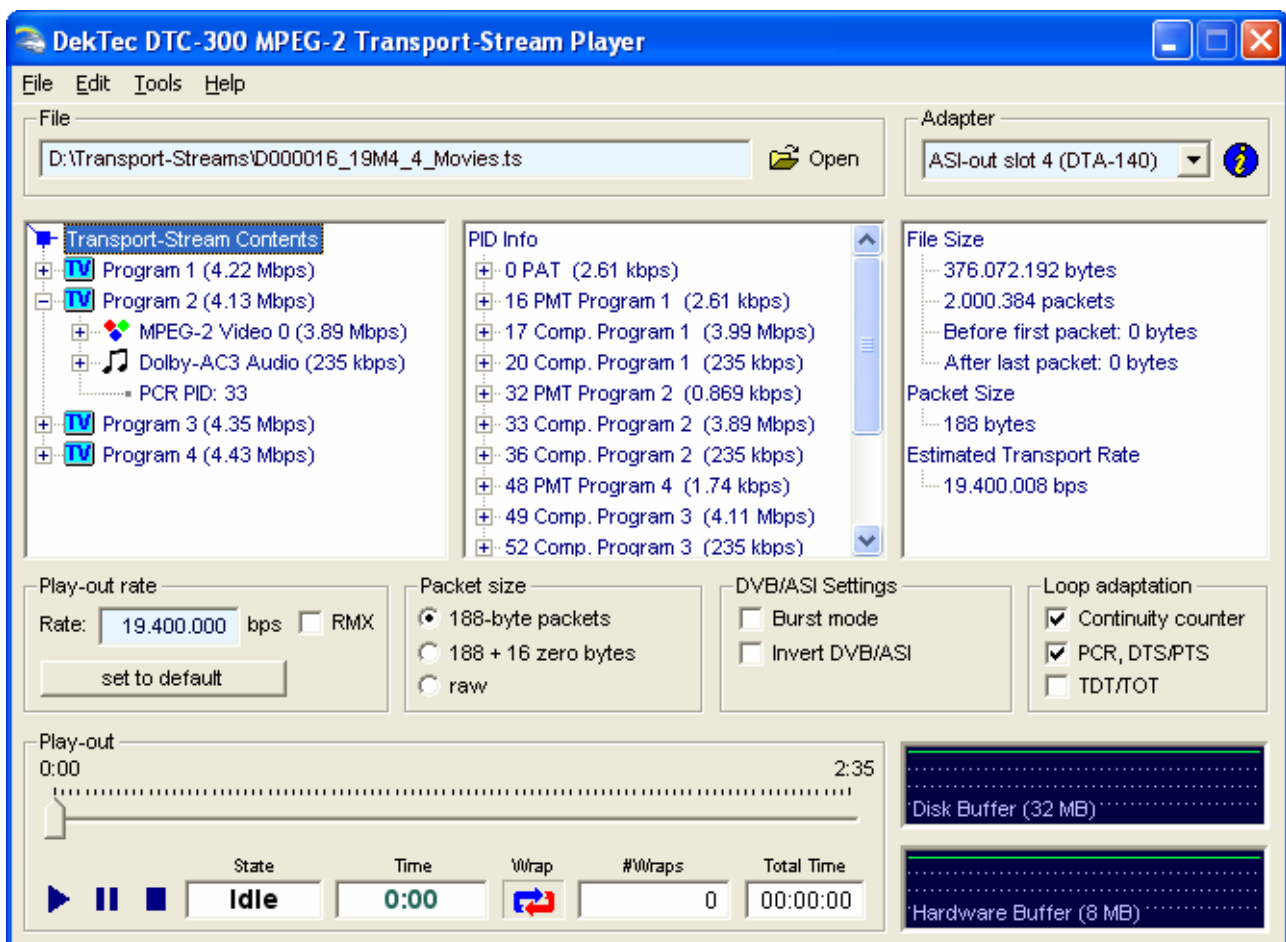 DekTec DTC-300 MPEG-2 Transport-Stream Player
File Edit Tools Help
File
D:\Transport-Streams\D000016_19M4_4_Movies.ts
Open
Adapter
ASI-out slot 4 (DTA-140)
Transport-Stream Contents
TV Program 1 (4.22 Mbps)
TV Program 2 (4.13 Mbps)
MPEG-2 Video 0 (3.89 Mbps)
Dolby-AC3 Audio (235 kbps)
PCR PID: 33
TV Program 3 (4.35 Mbps)
TV Program 4 (4.43 Mbps)
PID Info
0 PAT (2.61 kbps)
16 PMT Program 1 (2.61 kbps)
17 Comp. Program 1 (3.99 Mbps)
20 Comp. Program 1 (235 kbps)
32 PMT Program 2 (0.869 kbps)
33 Comp. Program 2 (3.89 Mbps)
36 Comp. Program 2 (235 kbps)
48 PMT Program 4 (1.74 kbps)
49 Comp. Program 3 (4.11 Mbps)
52 Comp. Program 3 (235 kbps)
File Size
376.072.192 bytes
2.000.384 packets
Before first packet: 0 bytes
After last packet: 0 bytes
Packet Size
188 bytes
Estimated Transport Rate
19.400.008 bps
Play-out rate
Rate: 19.400.000 bps RMX
set to default
Packet size
188-byte packets
188 + 16 zero bytes
raw
DVB/ASI Settings
Burst mode
Invert DVB/ASI
Loop adaptation
Continuity counter
PCR, DTS/PTS
TDT/TOT
Play-out
0:00 2:35
State Time Wrap #Wraps Total Time
Idle 0:00 0 00:00:00
Disk Buffer (32 MB)
Hardware Buffer (8 MB)